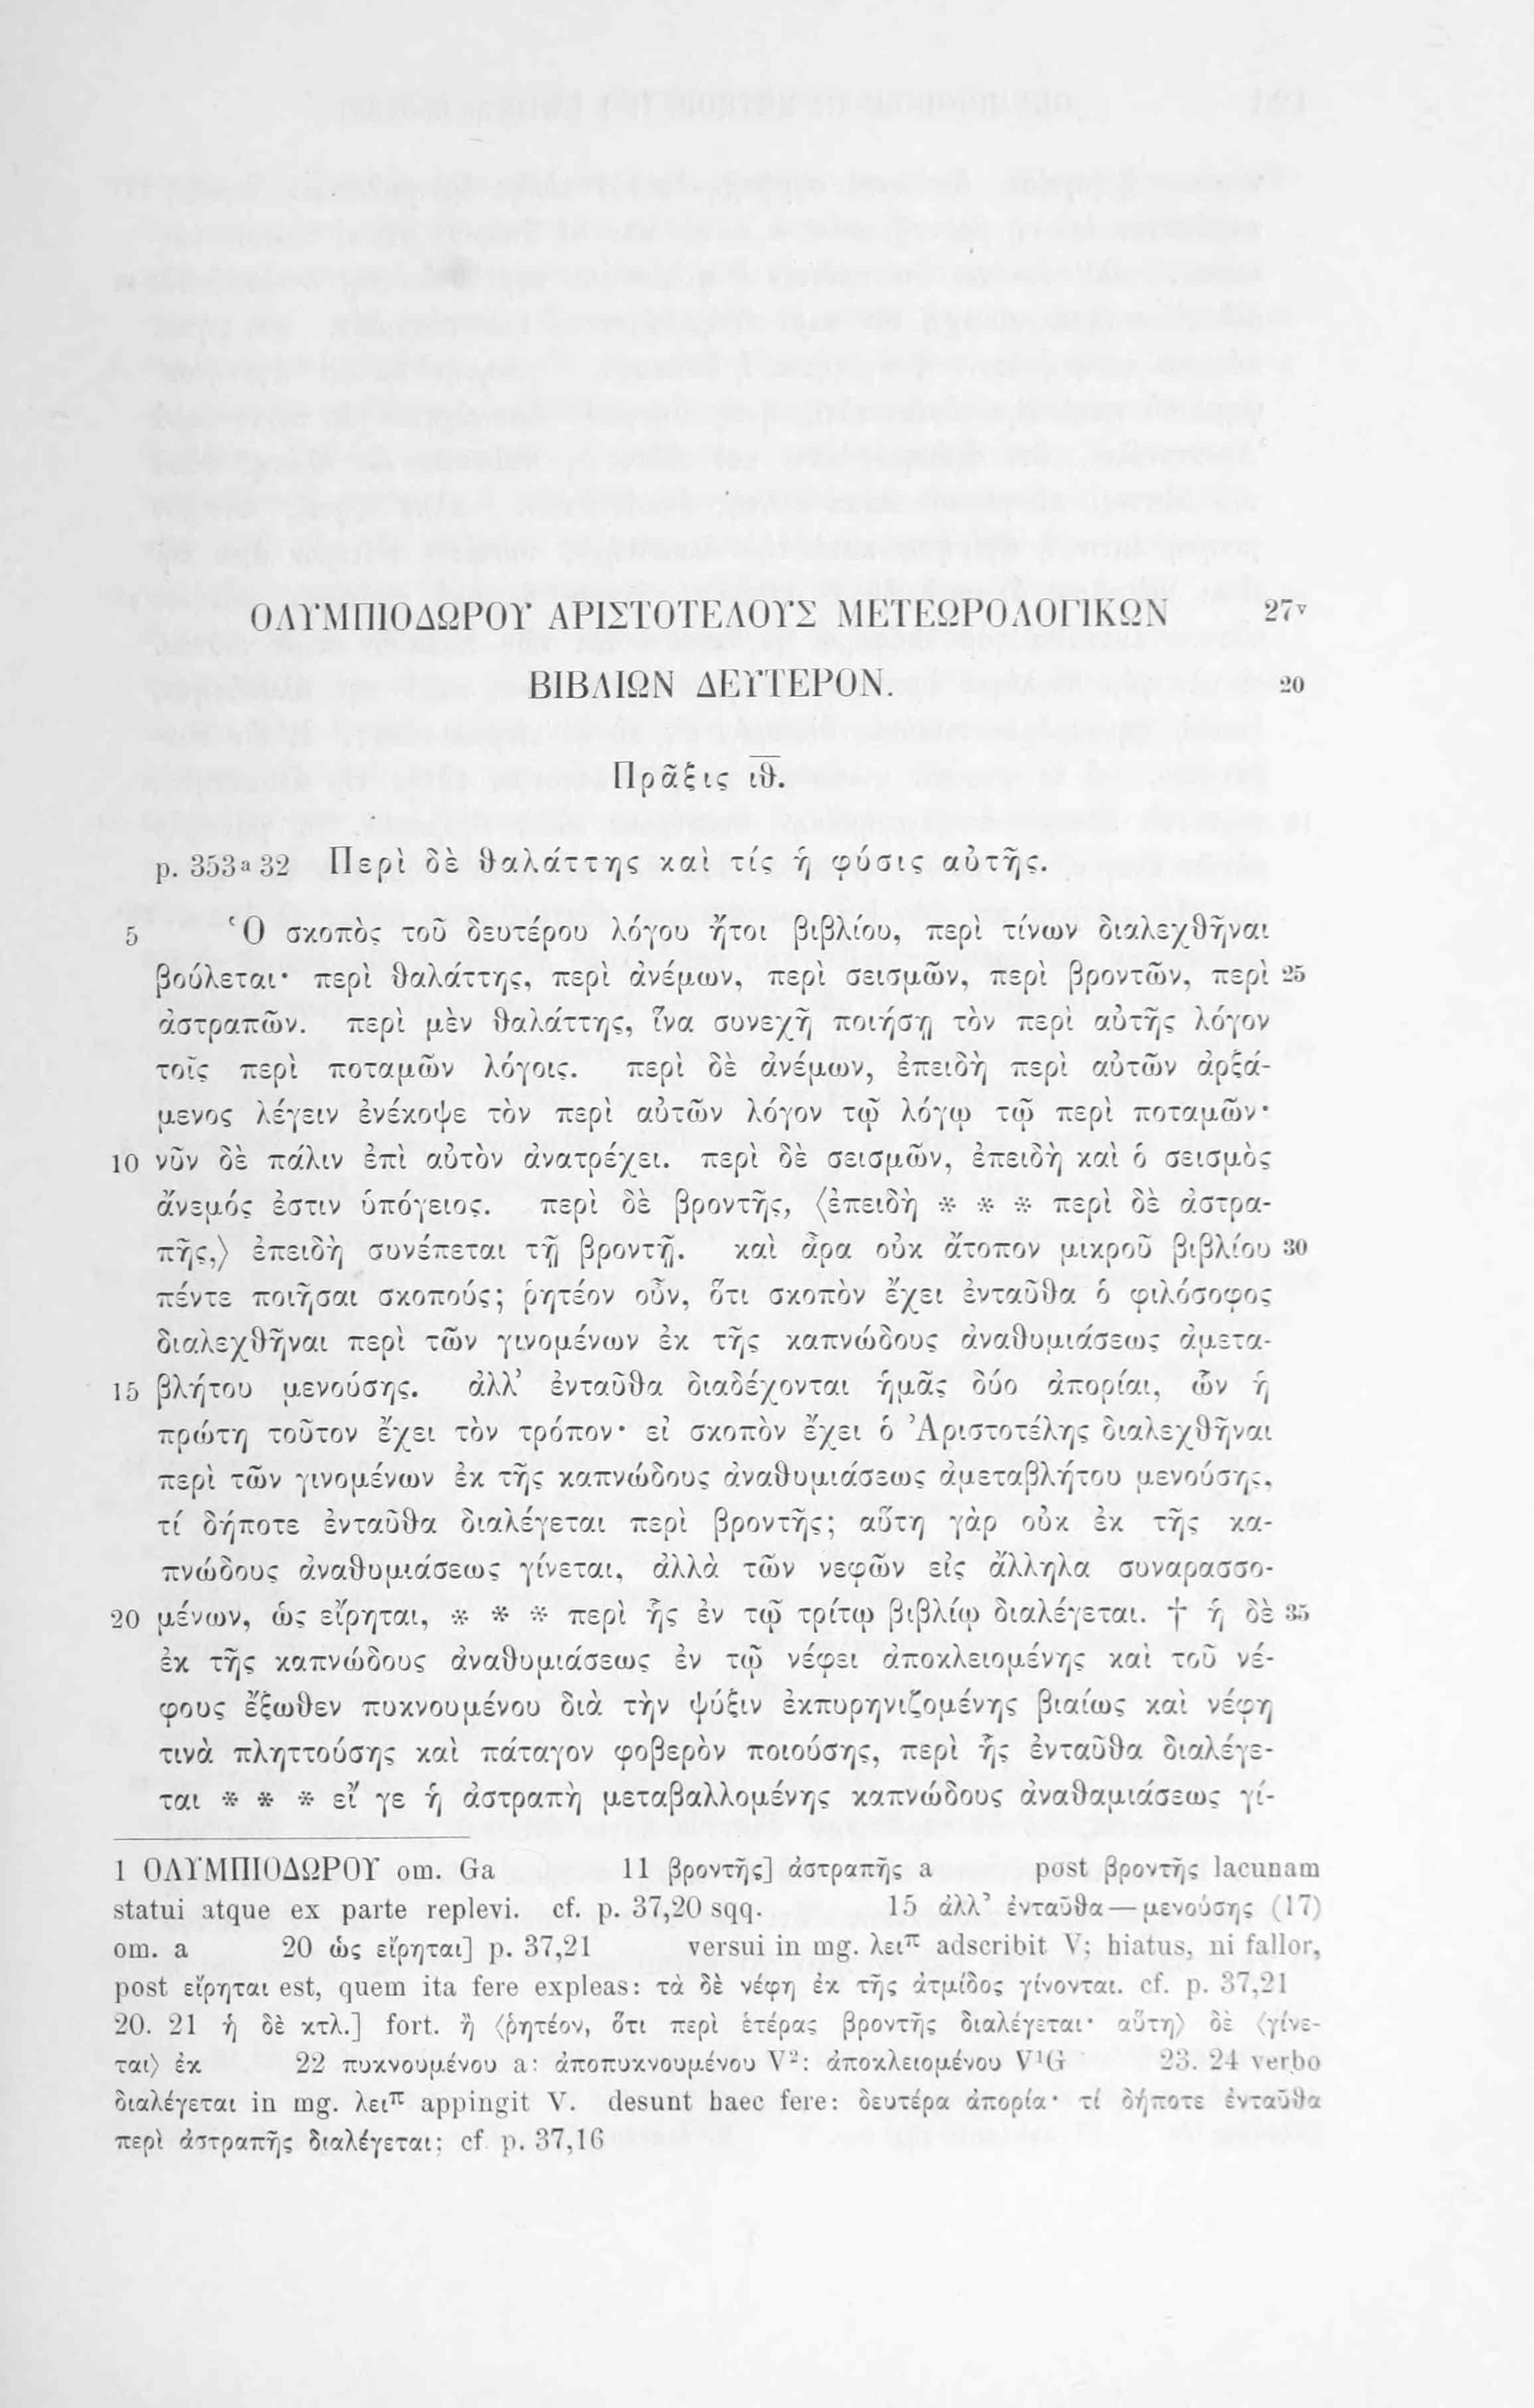 ΟΛΥΜΠΙΟΔΩΡΟΥ ΑΡΙΣΤΟΤΕΛΟΥΣ ΜΕΤΕΩΡΟΛΟΓΙΚΩΝ 27v
ΒΙΒΛΙΩΝ ΔΕΥΤΕΡΟΝ. 20
Πρᾶξις ιθ.
p. 353a 32 Περὶ δὲ θαλάττης καὶ τίς ἡ φύσις αὐτῆς.
5 Ὁ σκοπὸς τοῦ δευτέρου λόγου ἤτοι βιβλίου, περὶ τίνων διαλεχθῆναι
βούλεται· περὶ θαλάττης, περὶ ἀνέμων, περὶ σεισμῶν, περὶ βροντῶν, περὶ 25
ἀστραπῶν. περὶ μὲν θαλάττης, ἵνα συνεχῆ ποιήσῃ τὸν περὶ αὐτῆς λόγον
τοῖς περὶ ποταμῶν λόγοις. περὶ δὲ ἀνέμων, ἐπειδὴ περὶ αὐτῶν ἀρξά-
μενος λέγειν ἐνέκοψε τὸν περὶ αὐτῶν λόγον τῷ λόγῳ τῷ περὶ ποταμῶν·
10 νῦν δὲ πάλιν ἐπὶ αὐτὸν ἀνατρέχει. περὶ δὲ σεισμῶν, ἐπειδὴ καὶ ὁ σεισμὸς
ἄνεμός ἐστιν ὑπόγειος. περὶ δὲ βροντῆς, ⟨ἐπειδὴ * * * περὶ δὲ ἀστρα-
πῆς,⟩ ἐπειδὴ συνέπεται τῇ βροντῇ. καὶ ἆρα οὐκ ἄτοπον μικροῦ βιβλίου 30
πέντε ποιῆσαι σκοπούς; ῥητέον οὖν, ὅτι σκοπὸν ἔχει ἐνταῦθα ὁ φιλόσοφος
διαλεχθῆναι περὶ τῶν γινομένων ἐκ τῆς καπνώδους ἀναθυμιάσεως ἀμετα-
15 βλήτου μενούσης. ἀλλ’ ἐνταῦθα διαδέχονται ἡμᾶς δύο ἀπορίαι, ὧν ἡ
πρώτη τοῦτον ἔχει τὸν τρόπον· εἰ σκοπὸν ἔχει ὁ Ἀριστοτέλης διαλεχθῆναι
περὶ τῶν γινομένων ἐκ τῆς καπνώδους ἀναθυμιάσεως ἀμεταβλήτου μενούσης,
τί δήποτε ἐνταῦθα διαλέγεται περὶ βροντῆς; αὕτη γὰρ οὐκ ἐκ τῆς κα-
πνώδους ἀναθυμιάσεως γίνεται, ἀλλὰ τῶν νεφῶν εἰς ἄλληλα συναρασσο-
20 μένων, ὡς εἴρηται, * * * περὶ ἧς ἐν τῷ τρίτῳ βιβλίῳ διαλέγεται. † ἡ δὲ 35
ἐκ τῆς καπνώδους ἀναθυμιάσεως ἐν τῷ νέφει ἀποκλειομένης καὶ τοῦ νέ-
φους ἔξωθεν πυκνουμένου διὰ τὴν ψύξιν ἐκπυρηνιζομένης βιαίως καὶ νέφη
τινὰ πληττούσης καὶ πάταγον φοβερὸν ποιούσης, περὶ ἧς ἐνταῦθα διαλέγε-
ται * * * εἴ γε ἡ ἀστραπὴ μεταβαλλομένης καπνώδους ἀναθαμιάσεως γί-
1 ΟΛΥΜΠΙΟΔΩΡΟΥ om. Ga 11 βροντῆς] ἀστραπῆς a post βροντῆς lacunam
statui atque ex parte replevi. cf. p. 37,20 sqq. 15 ἀλλ’ ἐνταῦθα—μενούσης (17)
om. a 20 ὡς εἴρηται] p. 37,21 versui in mg. λειπ adscribit V; hiatus, ni fallor,
post εἴρηται est, quem ita fere expleas: τὰ δὲ νέφη ἐκ τῆς ἀτμίδος γίνονται. cf. p. 37,21
20. 21 ἡ δὲ κτλ.] fort. ἢ ⟨ῥητέον, ὅτι περὶ ἑτέρας βροντῆς διαλέγεται· αὕτη⟩ δὲ ⟨γίνε-
ται⟩ ἐκ 22 πυκνουμένου a: ἀποπυκνουμένου V2: ἀποκλειομένου V1G 23. 24 verbo
διαλέγεται in mg. λειπ appingit V. desunt haec fere: δευτέρα ἀπορία· τί δήποτε ἐνταῦθα
περὶ ἀστραπῆς διαλέγεται; cf. p. 37,16